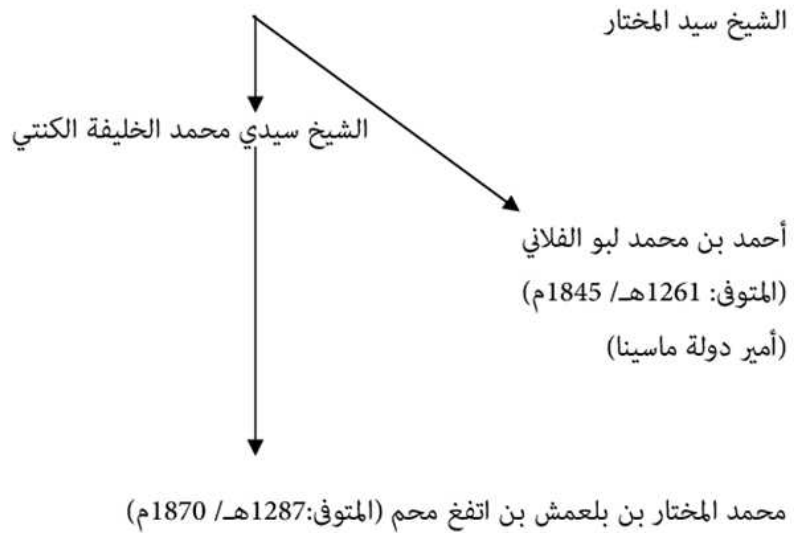 الشيخ سيد المختار
الشيخ سيدي محمد الخليفة الكنتي
أحمد بن محمد لبو الفلاني
(المتوفى: 1261هـ/ 1845م)
(أمير دولة ماسينا)
محمد المختار بن بلعمش بن اتفغ محم (المتوفى:1287هـ/ 1870م)